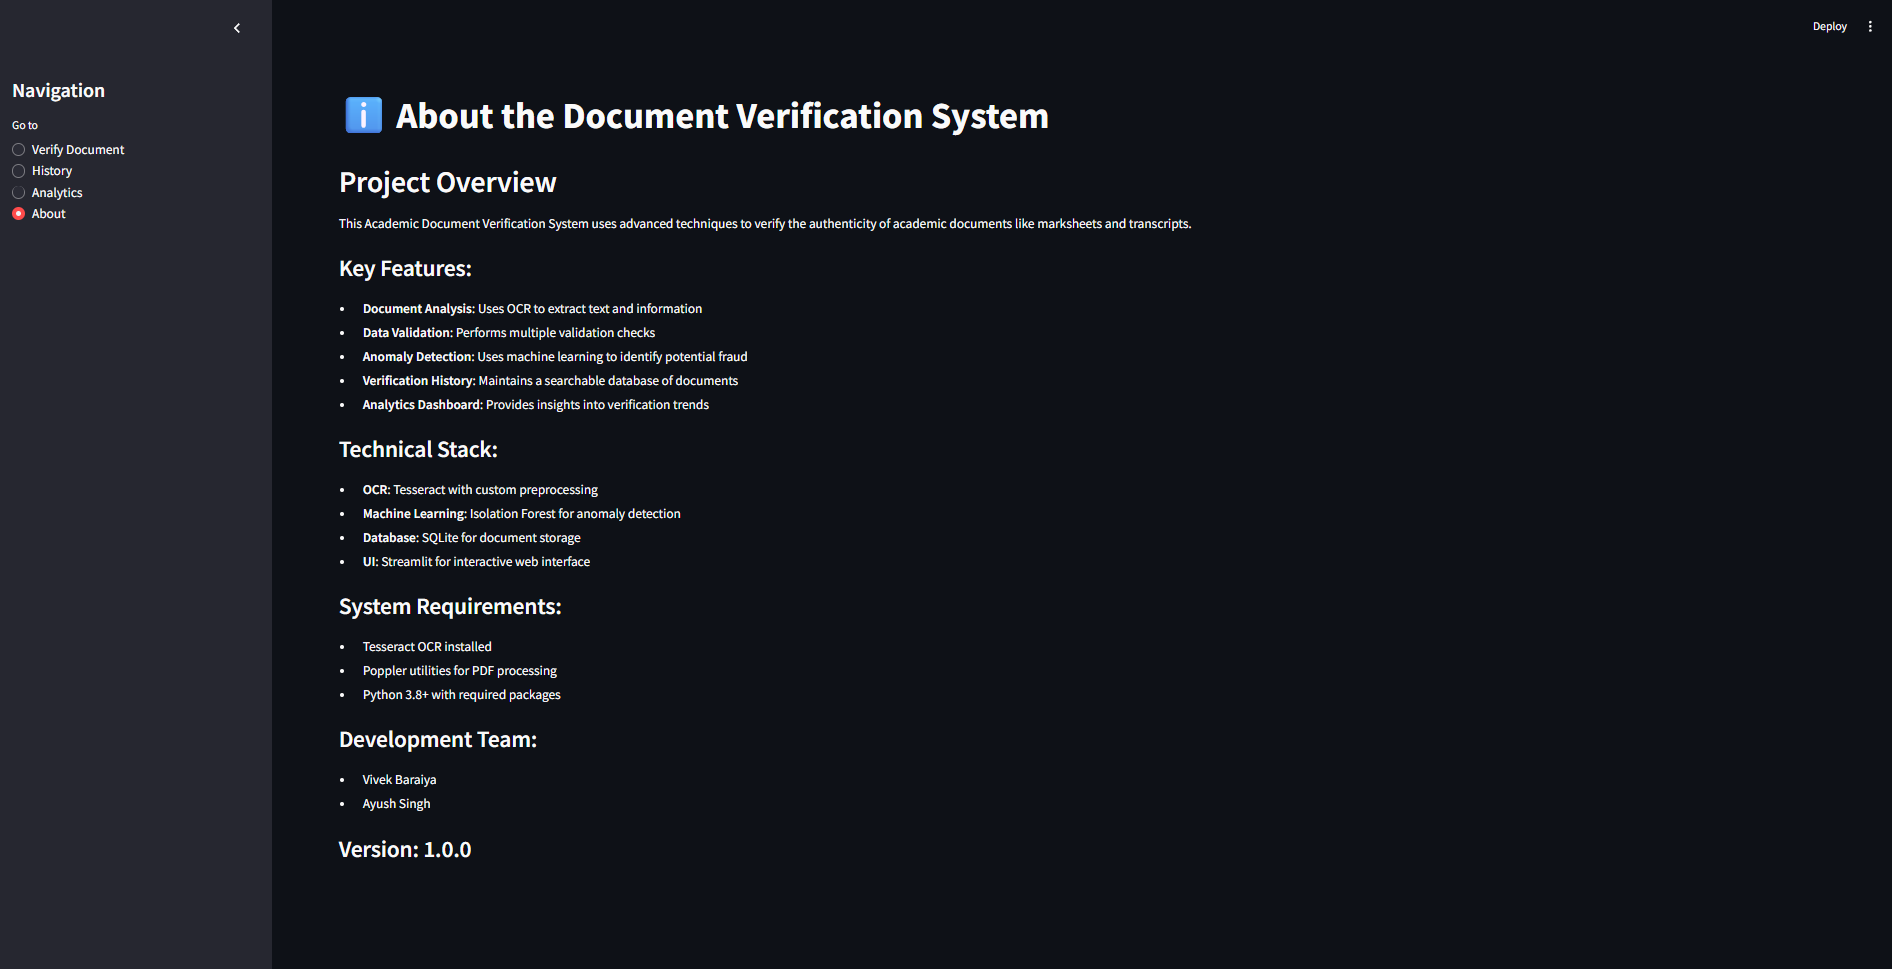 Deploy
Navigation
Go to
Verify Document
History
Analytics
About
About the Document Verification System
Project Overview
This Academic Document Verification System uses advanced techniques to verify the authenticity of academic documents like marksheets and transcripts.
Key Features:
• Document Analysis: Uses OCR to extract text and information
• Data Validation: Performs multiple validation checks
• Anomaly Detection: Uses machine learning to identify potential fraud
• Verification History: Maintains a searchable database of documents
• Analytics Dashboard: Provides insights into verification trends
Technical Stack:
• OCR: Tesseract with custom preprocessing
• Machine Learning: Isolation Forest for anomaly detection
• Database: SQLite for document storage
• UI: Streamlit for interactive web interface
System Requirements:
• Tesseract OCR installed
• Poppler utilities for PDF processing
• Python 3.8+ with required packages
Development Team:
• Vivek Baraiya
• Ayush Singh
Version: 1.0.0